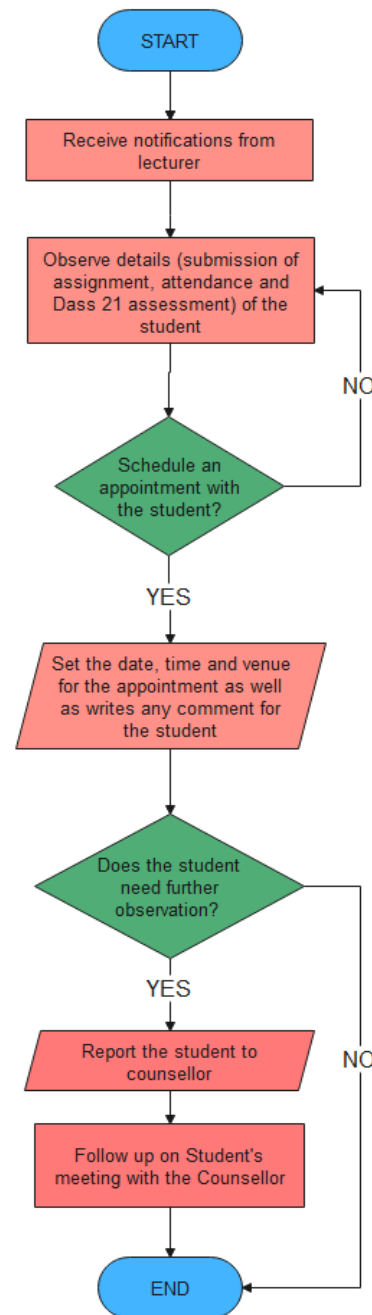 START
Receive notifications from
lecturer
Observe details (submission of
assignment, attendance and
Dass 21 assessment) of the
student
NO
Schedule an
appointment with
the student?
YES
Set the date, time and venue
for the appointment as well
as writes any comment for
the student
Does the student
need further
observation?
YES
NO
Report the student to
counsellor
Follow up on Student's
meeting with the Counsellor
END